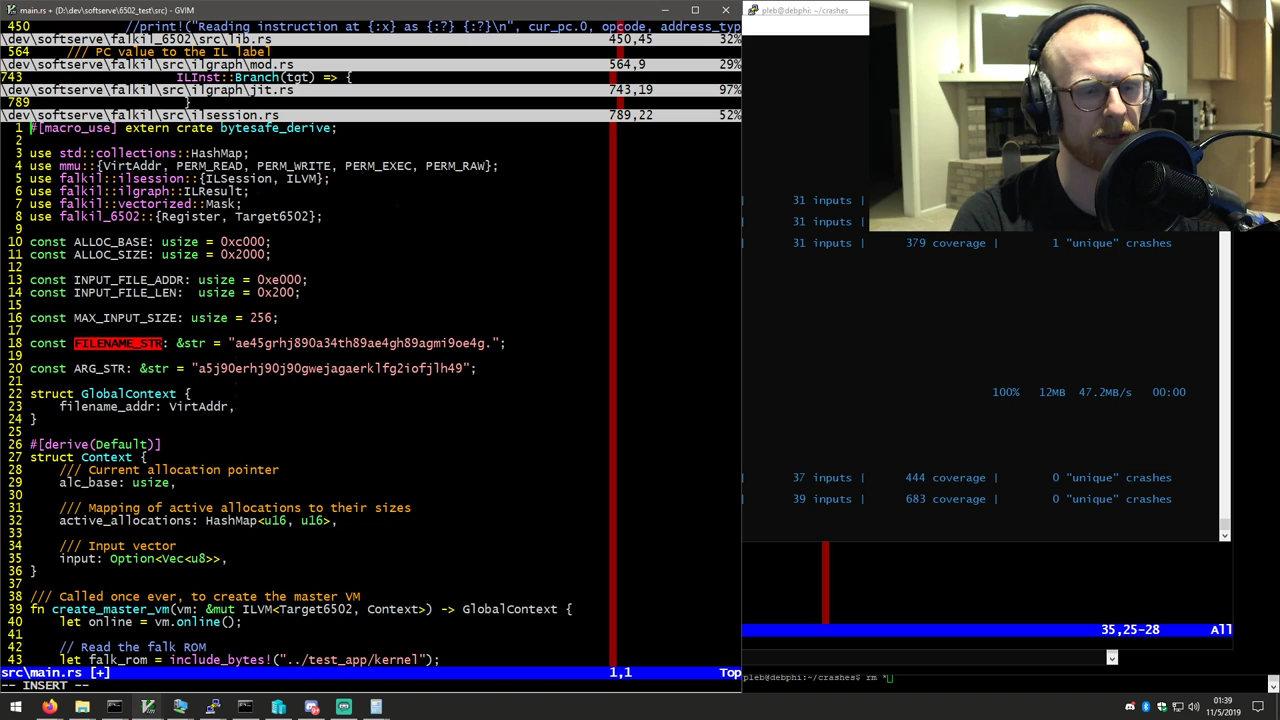 main.rs + (D:\dev\softserve\6502_test\src) - GVIM
450 //print!("Reading instruction at {:x} as {:?} {:?}\n", cur_pc.0, opcode, address_typ
\dev\softserve\falkil_6502\src\lib.rs 450,45 32%
564 /// PC value to the IL label
\dev\softserve\falkil\src\ilgraph\mod.rs 564,9 29%
743 ILInst::Branch(tgt) => {
\dev\softserve\falkil\src\ilgraph\jit.rs 743,19 97%
789 }
\dev\softserve\falkil\src\ilsession.rs 789,22 52%
1 #[macro_use] extern crate bytesafe_derive;
2
3 use std::collections::HashMap;
4 use mmu::{VirtAddr, PERM_READ, PERM_WRITE, PERM_EXEC, PERM_RAW};
5 use falkil::ilsession::{ILSession, ILVM};
6 use falkil::ilgraph::ILResult;
7 use falkil::vectorized::Mask;
8 use falkil_6502::{Register, Target6502};
9
10 const ALLOC_BASE: usize = 0xc000;
11 const ALLOC_SIZE: usize = 0x2000;
12
13 const INPUT_FILE_ADDR: usize = 0xe000;
14 const INPUT_FILE_LEN: usize = 0x200;
15
16 const MAX_INPUT_SIZE: usize = 256;
17
18 const FILENAME_STR: &str = "ae45grhj890a34th89ae4gh89agmi9oe4g.";
19
20 const ARG_STR: &str = "a5j90erhj90j90gwejagaerklfg2iofjlh49";
21
22 struct GlobalContext {
23 filename_addr: VirtAddr,
24 }
25
26 #[derive(Default)]
27 struct Context {
28 /// Current allocation pointer
29 alc_base: usize,
30
31 /// Mapping of active allocations to their sizes
32 active_allocations: HashMap<u16, u16>,
33
34 /// Input vector
35 input: Option<Vec<u8>>,
36 }
37
38 /// Called once ever, to create the master VM
39 fn create_master_vm(vm: &mut ILVM<Target6502, Context>) -> GlobalContext {
40 let online = vm.online();
41
42 // Read the falk ROM
43 let falk_rom = include_bytes!("../test_app/kernel");
src\main.rs [+] 1,1 Top
-- INSERT --
pleb@debphi: ~/crashes
31 inputs |
31 inputs |
31 inputs | 379 coverage | 1 "unique" crashes
100% 12MB 47.2MB/s 00:00
37 inputs | 444 coverage | 0 "unique" crashes
39 inputs | 683 coverage | 0 "unique" crashes
35,25-28 All
pleb@debphi:~/crashes$ rm *
01:39
11/5/2019